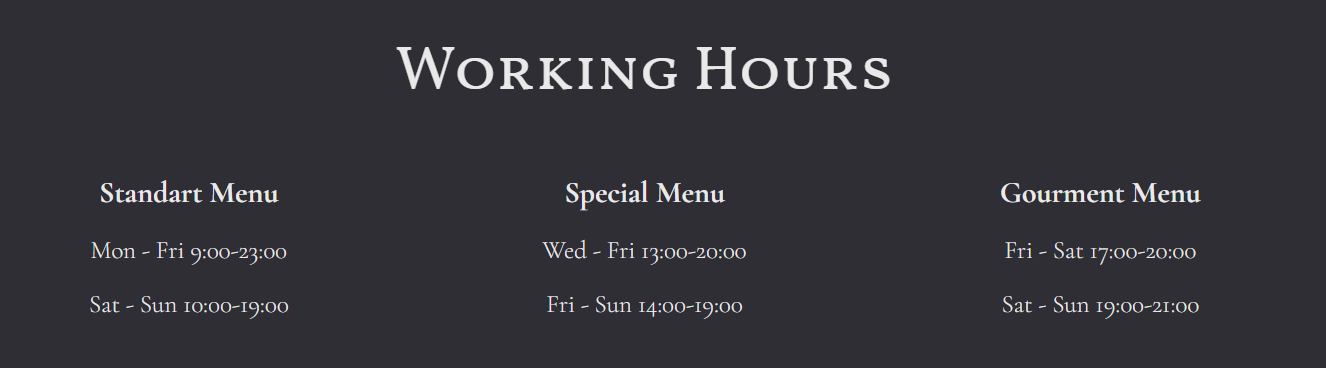 Working Hours
Standart Menu
Mon - Fri 9:00-23:00
Sat - Sun 10:00-19:00
Special Menu
Wed - Fri 13:00-20:00
Fri - Sun 14:00-19:00
Gourment Menu
Fri - Sat 17:00-20:00
Sat - Sun 19:00-21:00